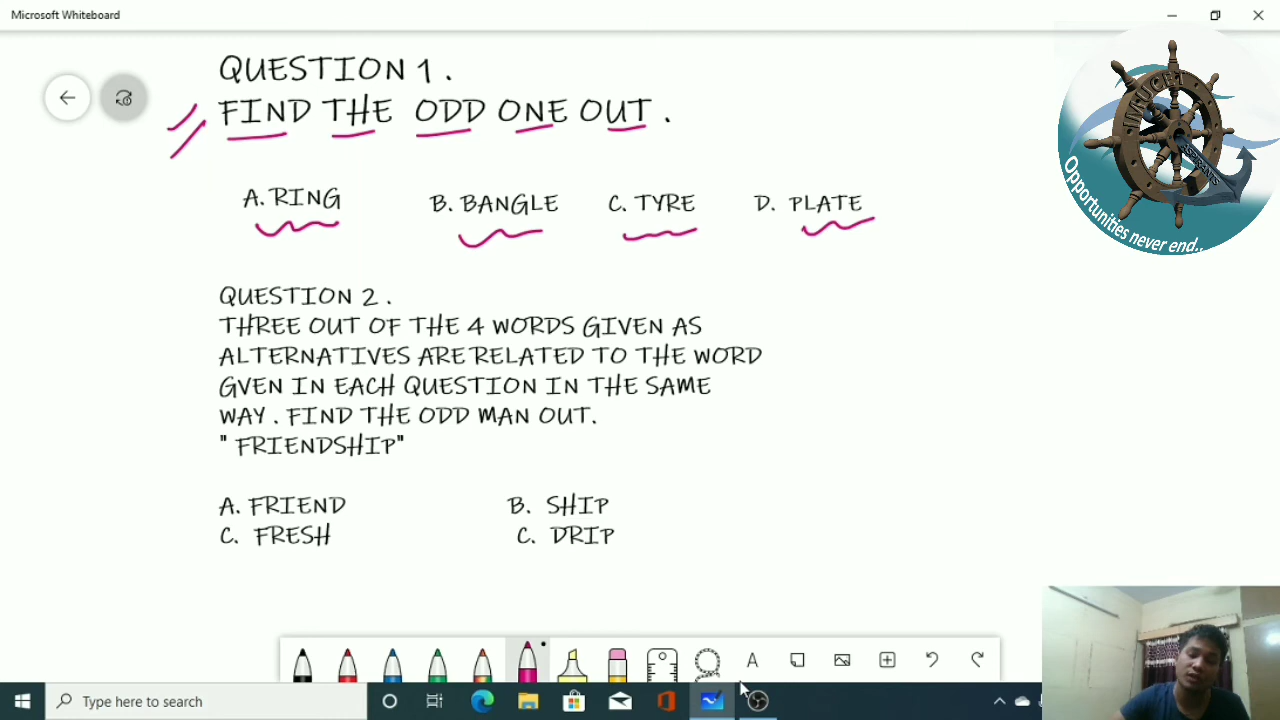 Microsoft Whiteboard
QUESTION 1.
FIND THE ODD ONE OUT.
A. RING B. BANGLE C. TYRE D. PLATE
QUESTION 2.
THREE OUT OF THE 4 WORDS GIVEN AS
ALTERNATIVES ARE RELATED TO THE WORD
GVEN IN EACH QUESTION IN THE SAME
WAY. FIND THE ODD MAN OUT.
" FRIENDSHIP"
A. FRIEND B. SHIP
C. FRESH C. DRIP
IMUCET
ASPIRANTS
Opportunities never end..
A
Type here to search